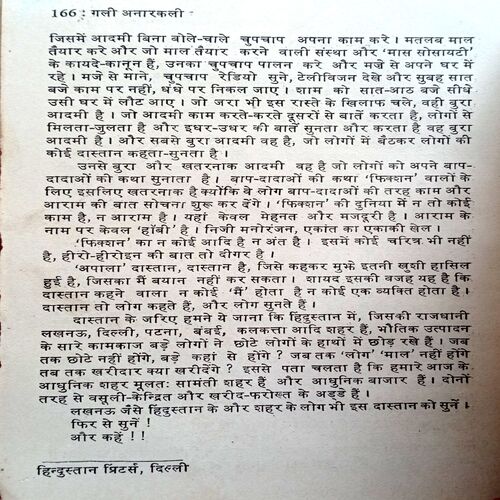 166 : गली अनारकली
जिसमें आदमी बिना बोले-चाले चुपचाप अपना काम करे । मतलब माल
तैयार करे और जो माल तैयार करने वाली संस्था और 'मास सोसायटी'
के कायदे-कानून हैं, उनका चुपचाप पालन करे और मज़े से अपने घर में
रहे । मजे से माने, चुपचाप रेडियो सुने, टेलीविजन देखे और सुबह सात
बजे काम पर नहीं, धंधे पर निकल जाए । शाम को सात-आठ बजे सीधे
उसी घर में लौट आए । जो जरा भी इस रास्ते के खिलाफ चले, वही बुरा
आदमी है । जो आदमी काम करते-करते दूसरों से बातें करता है, लोगों से
मिलता-जुलता है और इधर-उधर की बातें सुनता और करता है वह बुरा
आदमी है । और सबसे बुरा आदमी वह है, जो लोगों में बैठकर लोगों की
कोई दास्तान कहता-सुनता है ।
उनसे बुरा और खतरनाक आदमी वह है जो लोगों को अपने बाप-
दादाओं की कथा सुनाता है । बाप-दादाओं की कथा 'फिक्शन' वालों के
लिए इसलिए खतरनाक है क्योंकि वे लोग बाप-दादाओं की तरह काम और
आराम की बात सोचना शुरू कर देंगे । 'फिक्शन' की दुनिया में न तो कोई
काम है, न आराम है । यहां केवल मेहनत और मजदूरी है । आराम के
नाम पर केवल 'हॉबी' है । निजी मनोरंजन, एकांत का एकाकी खेल ।
'फिक्शन' का न कोई आदि है न अंत है । इसमें कोई चरित्र भी नहीं
है, हीरो-हीरोइन की बात तो दीगर है ।
'अपाला' दास्तान, दास्तान है, जिसे कहकर मुझे इतनी खुशी हासिल
हुई है, जिसका मैं बयान नहीं कर सकता । शायद इसकी वजह यह है कि
दास्तान कहने वाला न कोई 'मैं' होता है न कोई एक व्यक्ति होता है ।
दास्तान तो लोग कहते हैं, और लोग सुनते हैं ।
दास्तान के जरिए हमने ये जाना कि हिंदुस्तान में, जिसकी राजधानी
लखनऊ, दिल्ली, पटना, बंबई, कलकत्ता आदि शहर हैं, भौतिक उत्पादन
के सारे कामकाज बड़े लोगों ने छोटे लोगों के हाथों में छोड़ रखे हैं । जब
तक छोटे नहीं होंगे, बड़े कहां से होंगे ? जब तक 'लोग' 'माल' नहीं होंगे
तब तक खरीदार क्या खरीदेंगे ? इससे पता चलता है कि हमारे आज के
आधुनिक शहर मूलतः सामंती शहर हैं और आधुनिक बाजार हैं । दोनों
तरह से वसूली-केन्द्रित और खरीद-फरोख्त के अड्डे हैं ।
लखनऊ जैसे हिंदुस्तान के और शहर के लोग भी इस दास्तान को सुनें ।
फिर से सुनें !
और कहें ! !
हिन्दुस्तान प्रिंटर्स, दिल्ली